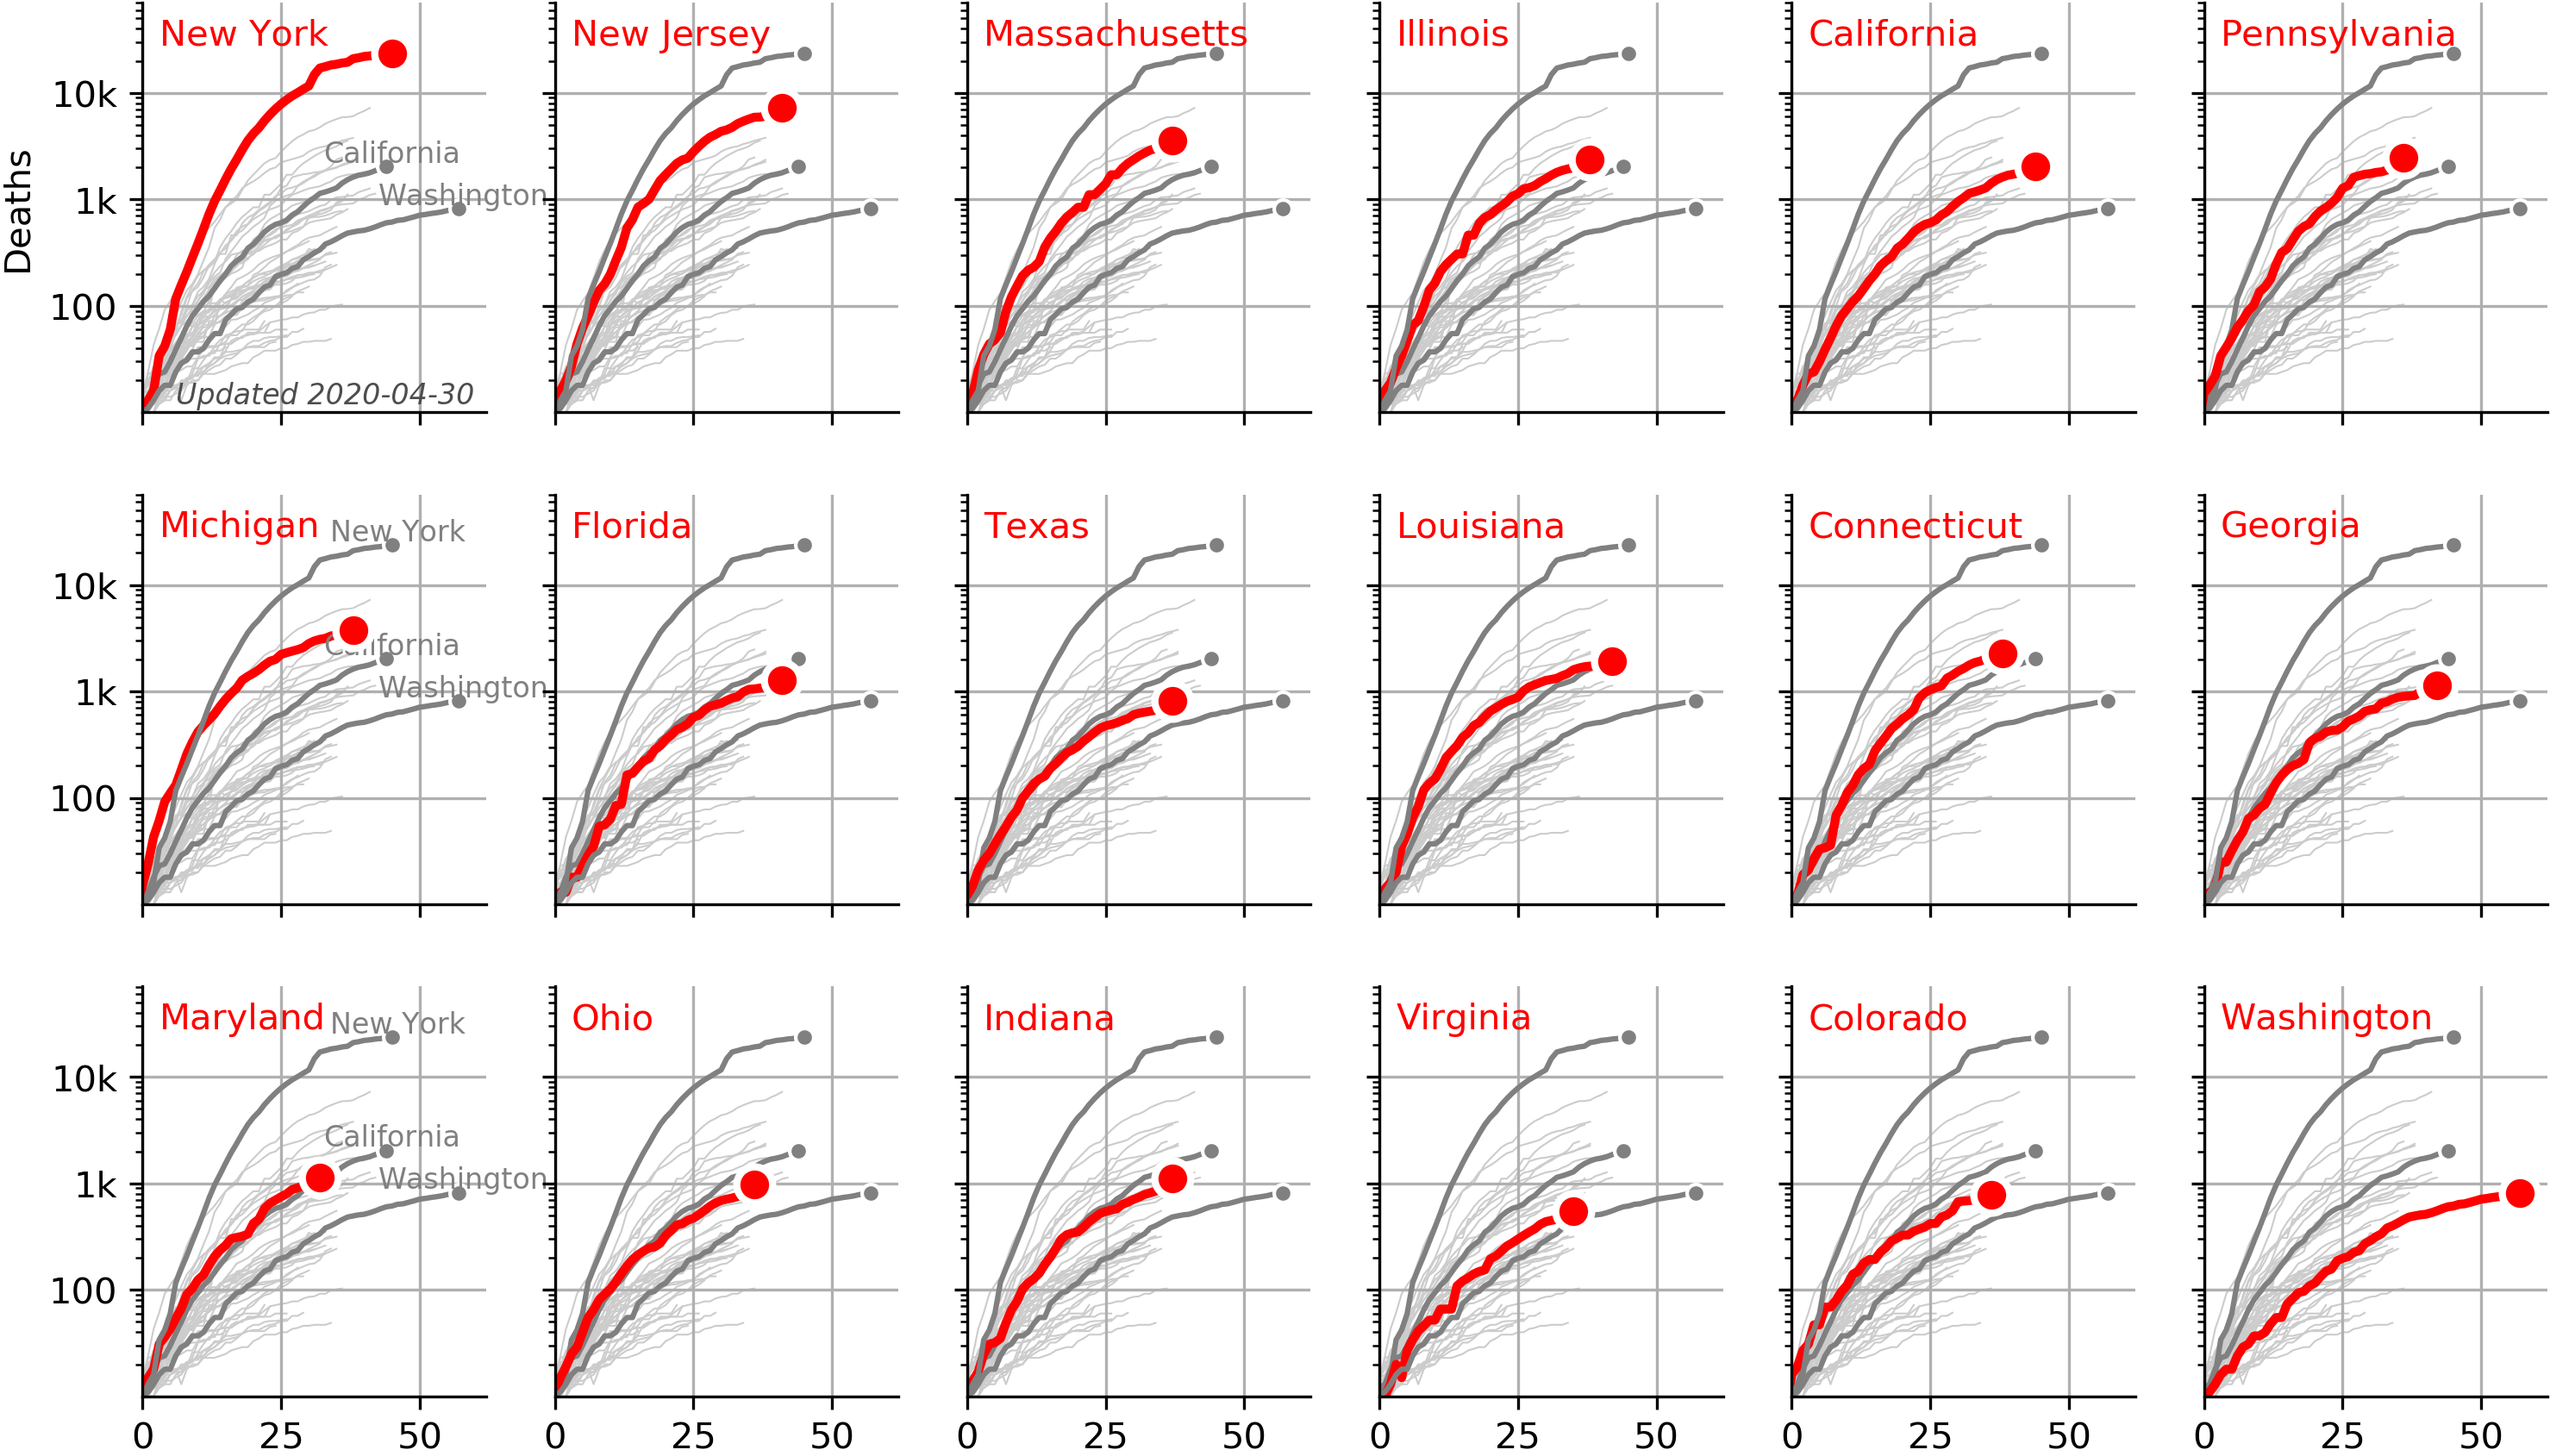 New York
New Jersey
Massachusetts
Illinois
California
Pennsylvania
10k
California
Deaths
1k
Washington
100
Updated 2020-04-30
Michigan
New York
Florida
Texas
Louisiana
Connecticut
Georgia
10k
California
1k
Washington
100
Maryland
New York
Ohio
Indiana
Virginia
Colorado
Washington
10k
California
1k
Washington
100
0 25 50
0 25 50
0 25 50
0 25 50
0 25 50
0 25 50